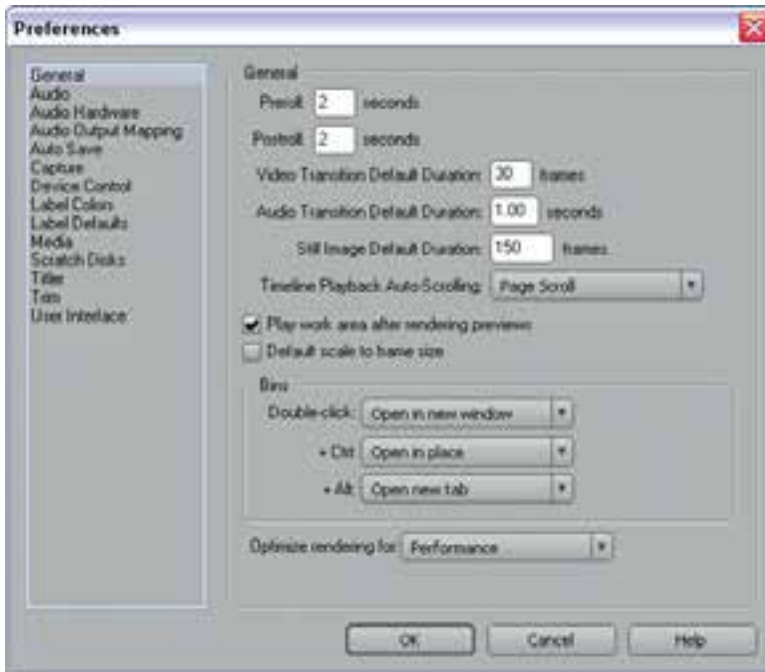 Preferences
General
Audio
Audio Hardware
Audio Output Mapping
Auto Save
Capture
Device Control
Label Colors
Label Defaults
Media
Scratch Disks
Titler
Trim
User Interface
General
Preroll: 2 seconds
Postroll: 2 seconds
Video Transition Default Duration: 30 frames
Audio Transition Default Duration: 1.00 seconds
Still Image Default Duration: 150 frames
Timeline Playback Auto-Scrolling: Page Scroll
Play work area after rendering previews
Default scale to frame size
Bins
Double-click: Open in new window
+ Ctrl: Open in place
+ Alt: Open new tab
Optimize rendering for: Performance
OK Cancel Help